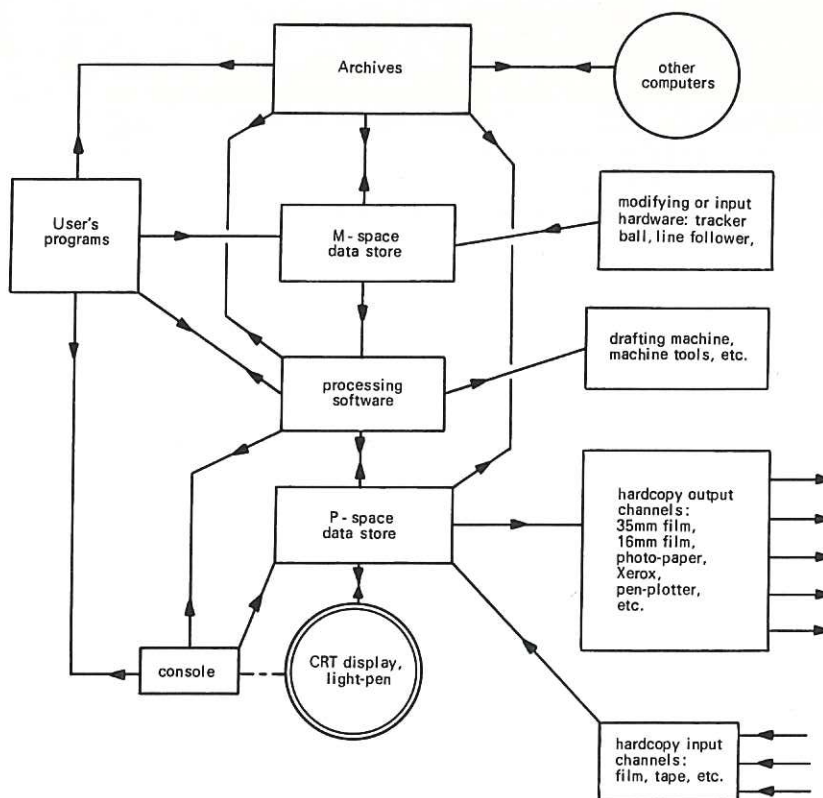 Archives
other
computers
User's
programs
M - space
data store
modifying or input
hardware: tracker
ball, line follower,
processing
software
drafting machine,
machine tools, etc.
P - space
data store
hardcopy output
channels:
35mm film,
16mm film,
photo-paper,
Xerox,
pen-plotter,
etc.
console
CRT display,
light-pen
hardcopy input
channels:
film, tape, etc.